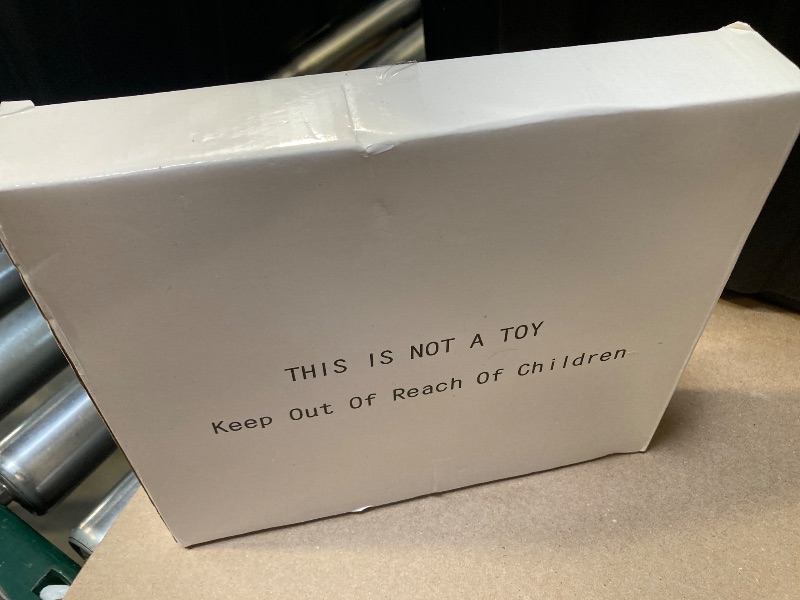 THIS IS NOT A TOY
Keep Out Of Reach Of Children